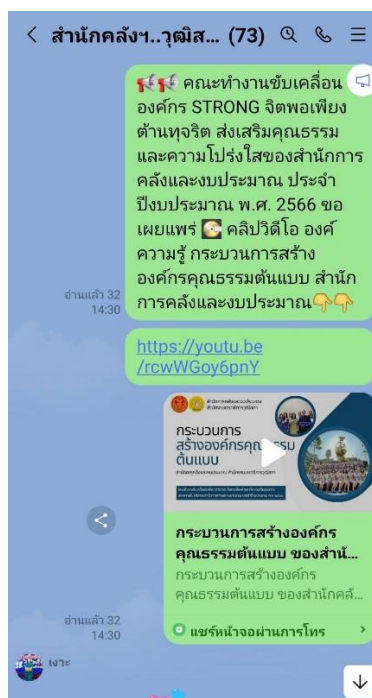 สำนักคลังฯ..วุฒิส... (73)
📢📢 คณะทำงานขับเคลื่อน
องค์กร STRONG จิตพอเพียง
ต้านทุจริต ส่งเสริมคุณธรรม
และความโปร่งใสของสำนักการ
คลังและงบประมาณ ประจำ
ปีงบประมาณ พ.ศ. 2566 ขอ
เผยแพร่ 📀 คลิปวิดีโอ องค์
ความรู้ กระบวนการสร้าง
องค์กรคุณธรรมต้นแบบ สำนัก
การคลังและงบประมาณ👇👇
อ่านแล้ว 32
14:30
https://youtu.be
/rcwWGoy6pnY
กระบวนการ
สร้างองค์กรคุณธรรม
ต้นแบบ
กระบวนการสร้างองค์กร
คุณธรรมต้นแบบ ของสำนั...
กระบวนการสร้างองค์กร
คุณธรรมต้นแบบ ของสำนักคลั...
อ่านแล้ว 32
14:30
แชร์หน้าจอผ่านการโทร
เงาะ